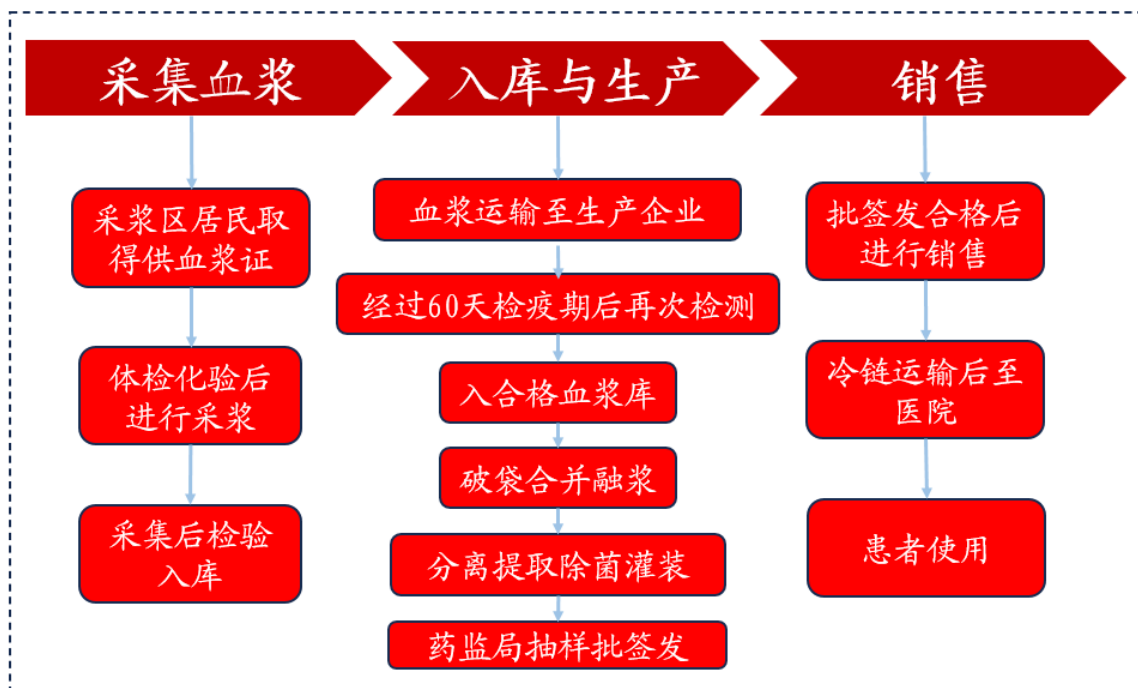 采集血浆
采浆区居民取
得供血浆证
体检化验后
进行采浆
采集后检验
入库
入库与生产
血浆运输至生产企业
经过60天检疫期后再次检测
入合格血浆库
破袋合并融浆
分离提取除菌灌装
药监局抽样批签发
销售
批签发合格后
进行销售
冷链运输后至
医院
患者使用